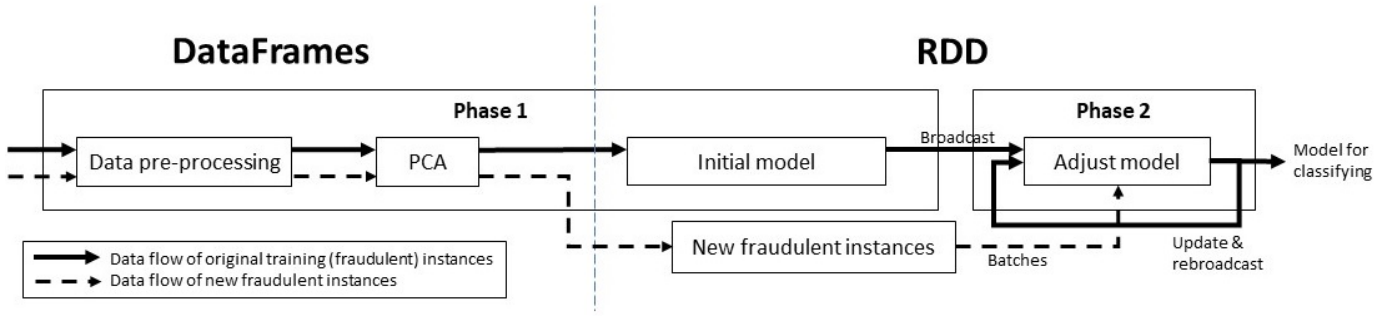 DataFrames
RDD
Phase 1
Phase 2
Data pre-processing
PCA
Initial model
Broadcast
Adjust model
Model for
classifying
New fraudulent instances
Batches
Update &
rebroadcast
Data flow of original training (fraudulent) instances
Data flow of new fraudulent instances